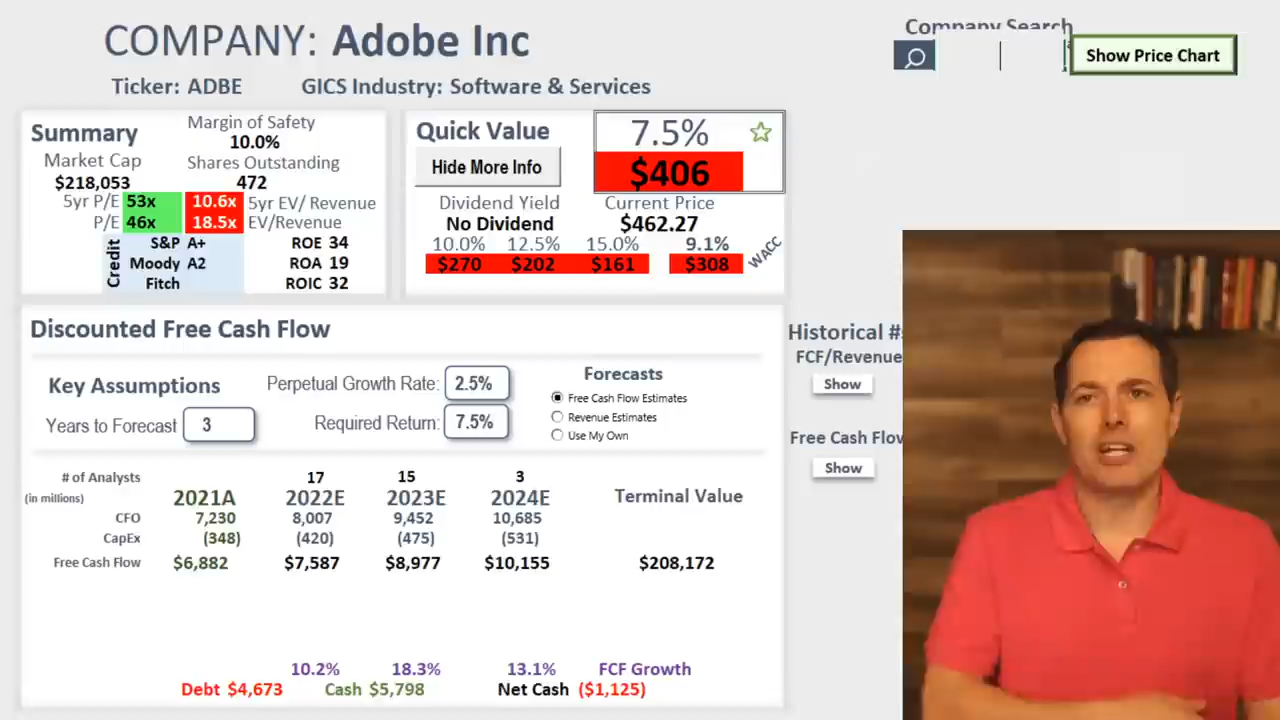 COMPANY: Adobe Inc
Company Search
Show Price Chart
Ticker: ADBE GICS Industry: Software & Services
Summary
Margin of Safety
10.0%
Market Cap Shares Outstanding
$218,053 472
5yr P/E 53x 10.6x 5yr EV/ Revenue
P/E 46x 18.5x EV/Revenue
Credit
S&P A+ ROE 34
Moody A2 ROA 19
Fitch ROIC 32
Quick Value
7.5%
Hide More Info
$406
Dividend Yield Current Price
No Dividend $462.27
10.0% 12.5% 15.0% 9.1%
$270 $202 $161 $308 WACC
Discounted Free Cash Flow
Key Assumptions
Perpetual Growth Rate: 2.5%
Years to Forecast 3
Required Return: 7.5%
Forecasts
Free Cash Flow Estimates
Revenue Estimates
Use My Own
# of Analysts 17 15 3
(in millions) 2021A 2022E 2023E 2024E Terminal Value
CFO 7,230 8,007 9,452 10,685
CapEx (348) (420) (475) (531)
Free Cash Flow $6,882 $7,587 $8,977 $10,155 $208,172
10.2% 18.3% 13.1% FCF Growth
Debt $4,673 Cash $5,798 Net Cash ($1,125)
Historical #
FCF/Revenue
Show
Free Cash Flow
Show